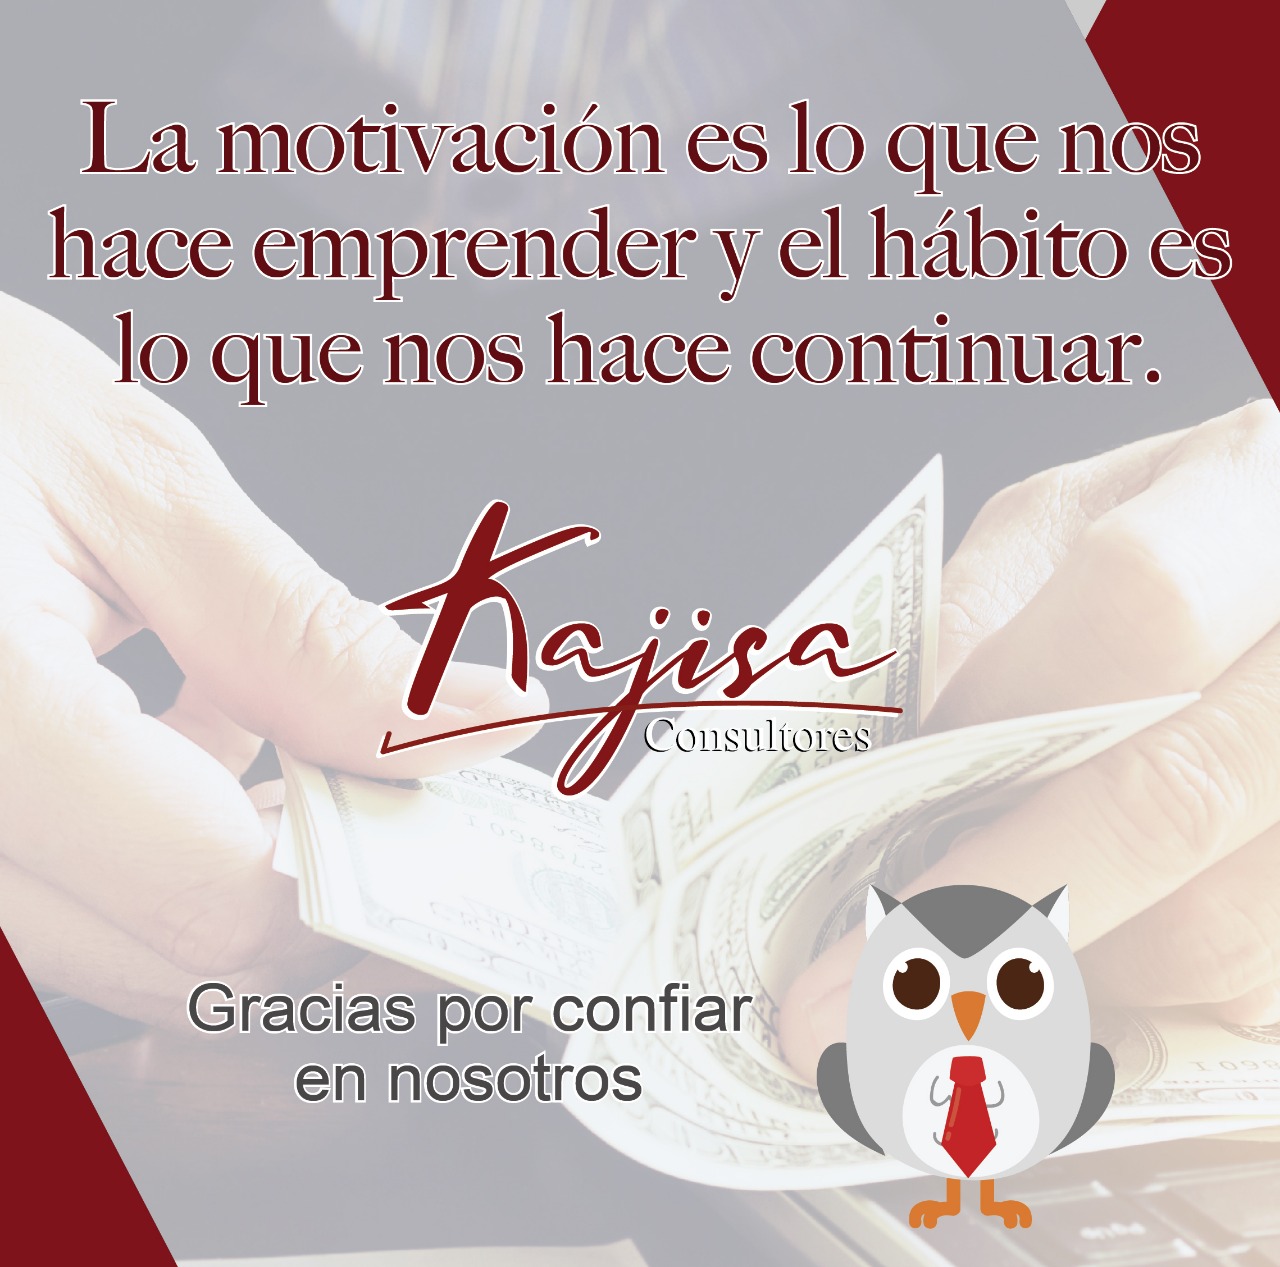 La motivación es lo que nos
hace emprender y el hábito es
lo que nos hace continuar.
Kajisa
Consultores
Gracias por confiar
en nosotros